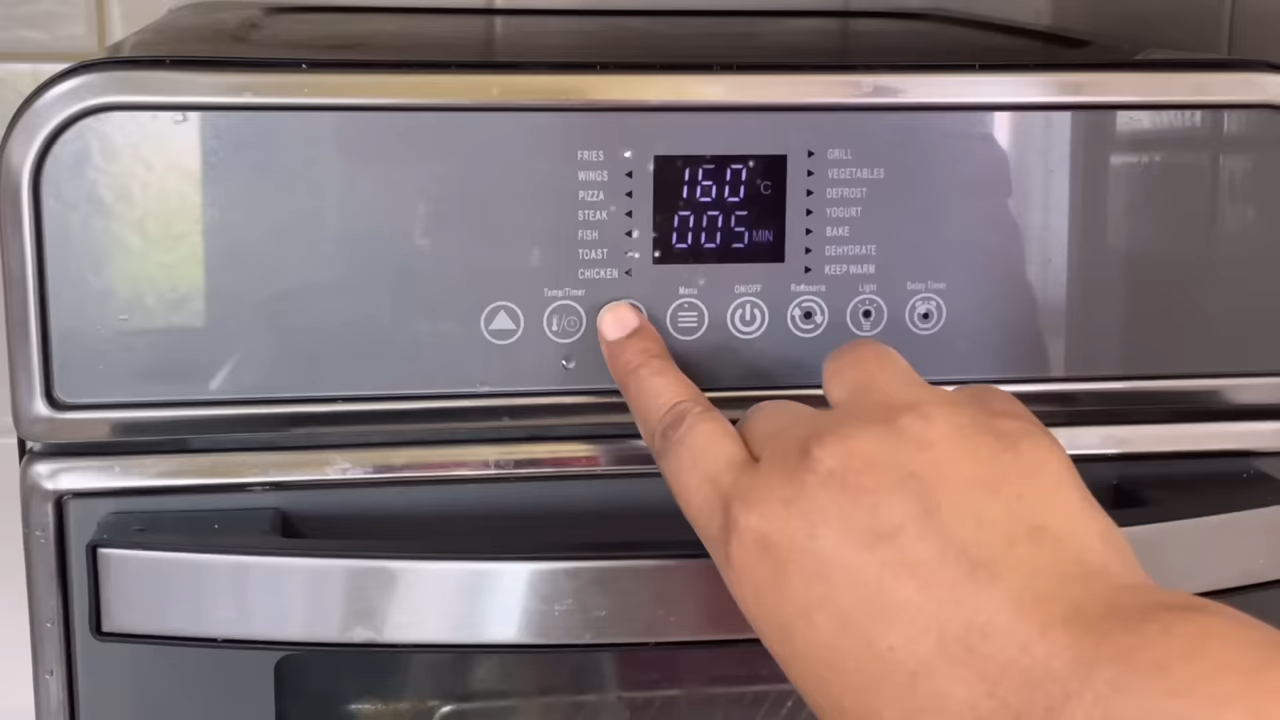 FRIES
WINGS
PIZZA
STEAK
FISH
TOAST
CHICKEN
160 °C
005 MIN
GRILL
VEGETABLES
DEFROST
YOGURT
BAKE
DEHYDRATE
KEEP WARM
Temp/Timer
Menu
ON/OFF
Rotisserie
Light
Delay Timer